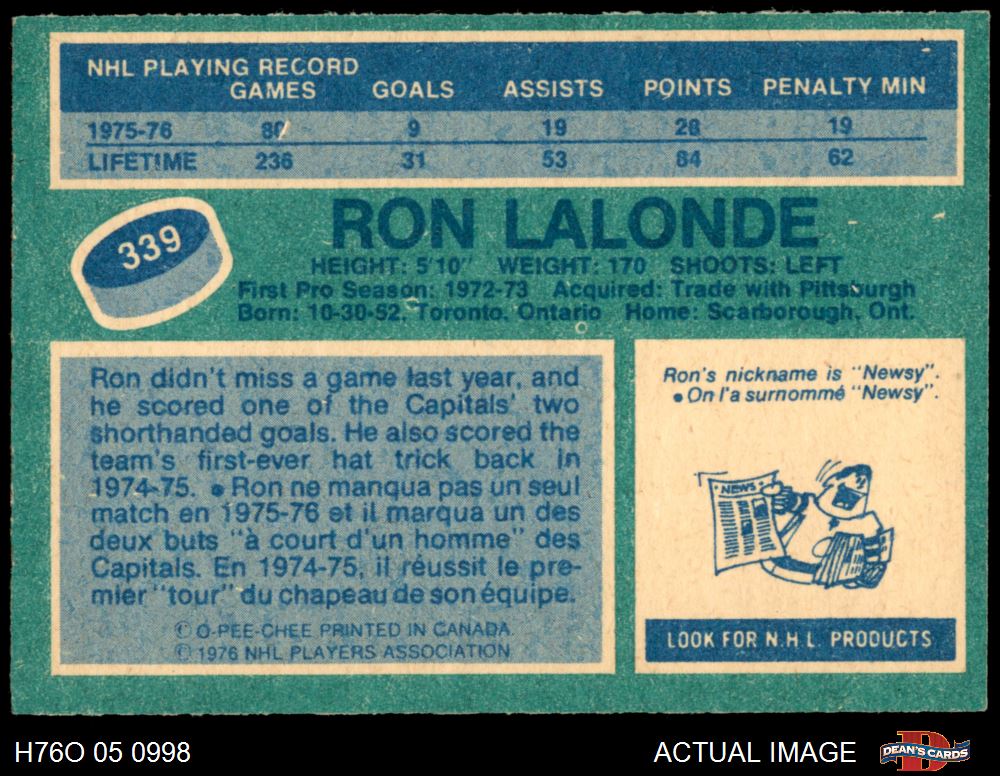 NHL PLAYING RECORD
GAMES GOALS ASSISTS POINTS PENALTY MIN
1975-76 80 9 19 28 19
LIFETIME 236 31 53 84 62
339
RON LALONDE
HEIGHT: 5'10" WEIGHT: 170 SHOOTS: LEFT
First Pro Season: 1972-73 Acquired: Trade with Pittsburgh
Born: 10-30-52, Toronto, Ontario Home: Scarborough, Ont.
Ron didn't miss a game last year, and
he scored one of the Capitals' two
shorthanded goals. He also scored the
team's first-ever hat trick back in
1974-75. ● Ron ne manqua pas un seul
match en 1975-76 et il marqua un des
deux buts "à court d'un homme" des
Capitals. En 1974-75, il réussit le pre-
mier "tour" du chapeau de son équipe.
© O-PEE-CHEE PRINTED IN CANADA.
© 1976 NHL PLAYERS ASSOCIATION
Ron's nickname is "Newsy".
● On l'a surnommé "Newsy".
NEWS
LOOK FOR N.H.L. PRODUCTS
H76O 05 0998
ACTUAL IMAGE
D
DEAN'S CARDS